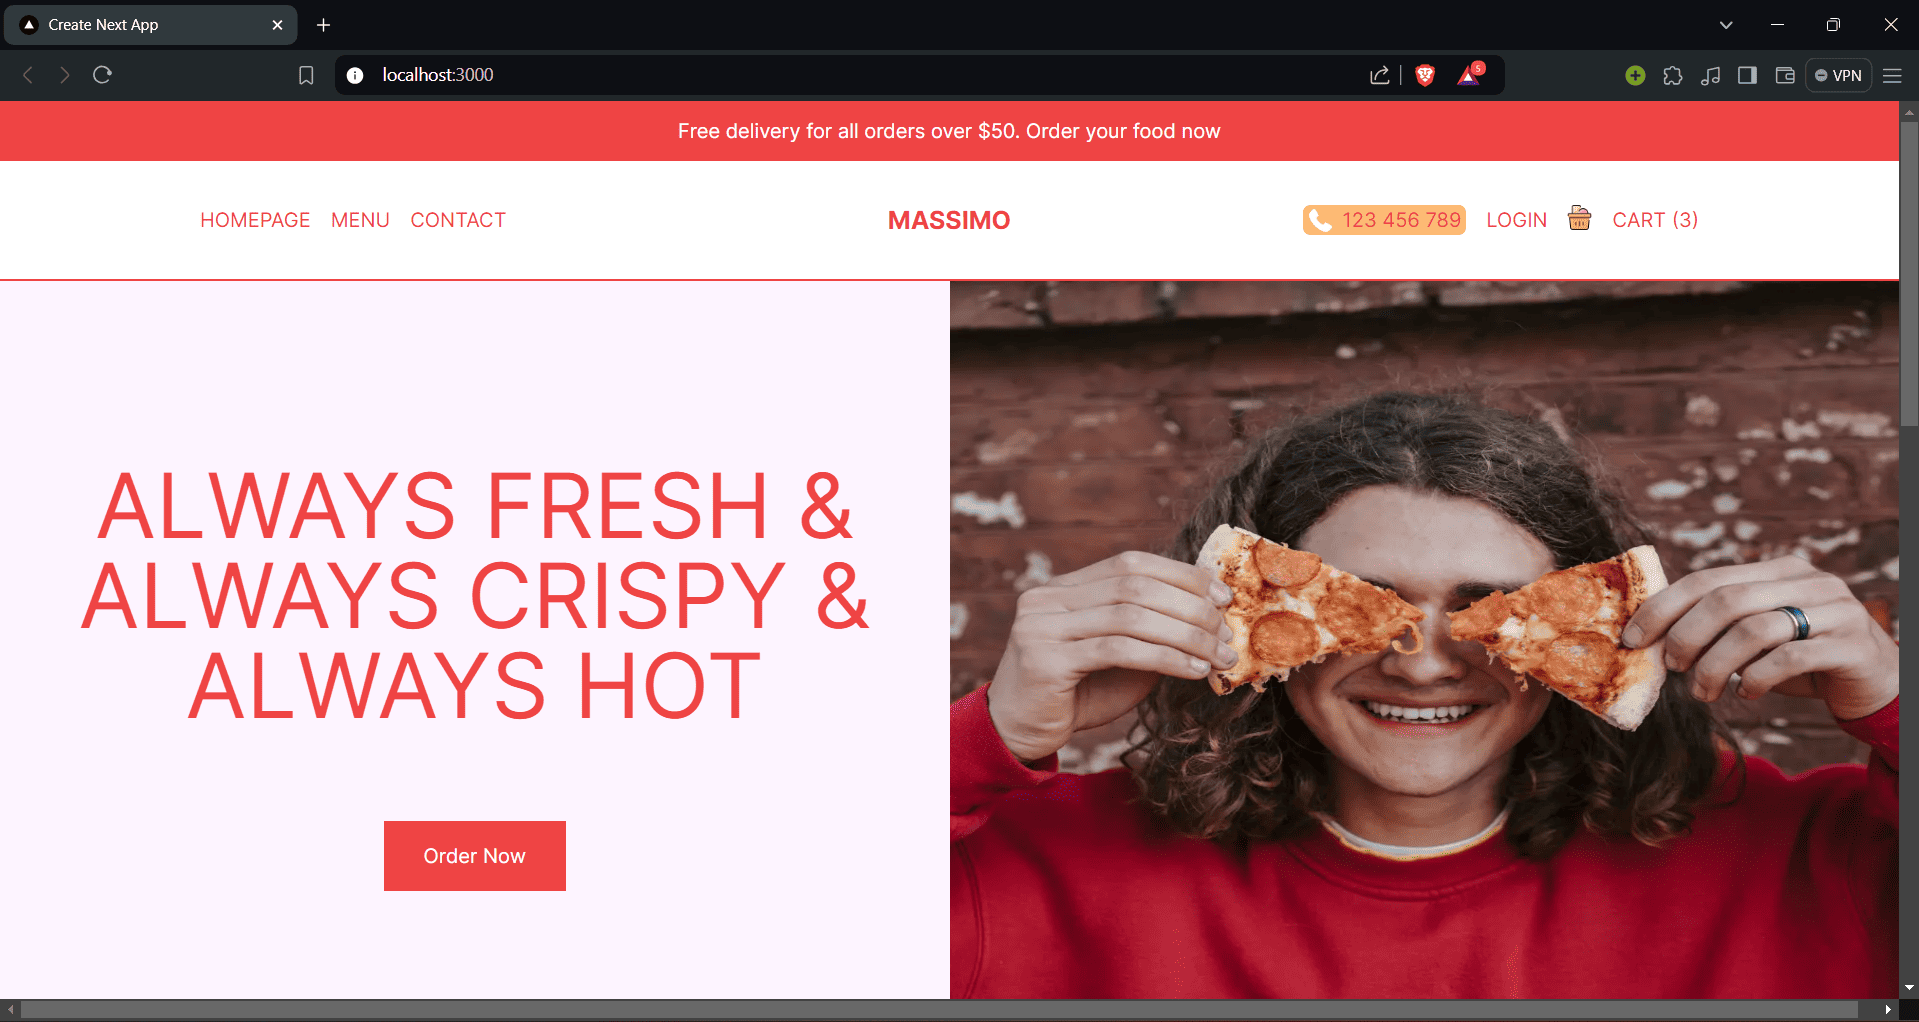 Create Next App
localhost:3000
5
VPN
Free delivery for all orders over $50. Order your food now
HOMEPAGE MENU CONTACT
MASSIMO
123 456 789 LOGIN CART (3)
ALWAYS FRESH &
ALWAYS CRISPY &
ALWAYS HOT
Order Now